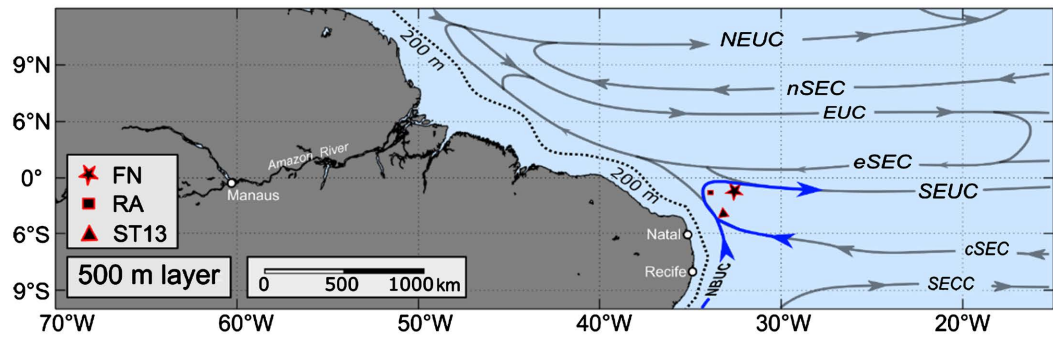 200 m
NEUC
9°N
nSEC
6°N
EUC
Amazon River
FN
eSEC
0°
200 m
SEUC
RA
Manaus
ST13
6°S
Natal
cSEC
500 m layer
0 500 1000 km
Recife
NBUC
SECC
9°S
70°W 60°W 50°W 40°W 30°W 20°W